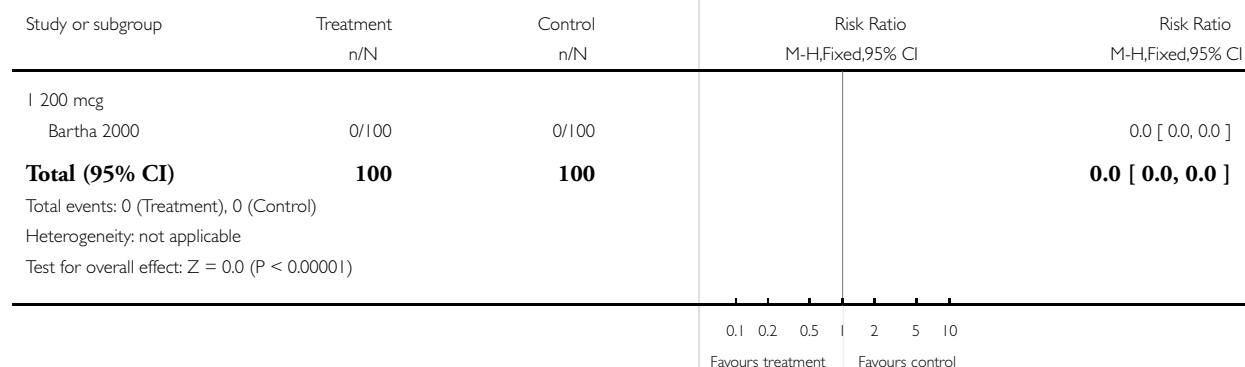 Study or subgroup Treatment Control Risk Ratio Risk Ratio
n/N n/N M-H,Fixed,95% CI M-H,Fixed,95% CI
1 200 mcg
Bartha 2000 0/100 0/100 0.0 [ 0.0, 0.0 ]
Total (95% CI) 100 100 0.0 [ 0.0, 0.0 ]
Total events: 0 (Treatment), 0 (Control)
Heterogeneity: not applicable
Test for overall effect: Z = 0.0 (P < 0.00001)
0.1 0.2 0.5 1 2 5 10
Favours treatment Favours control